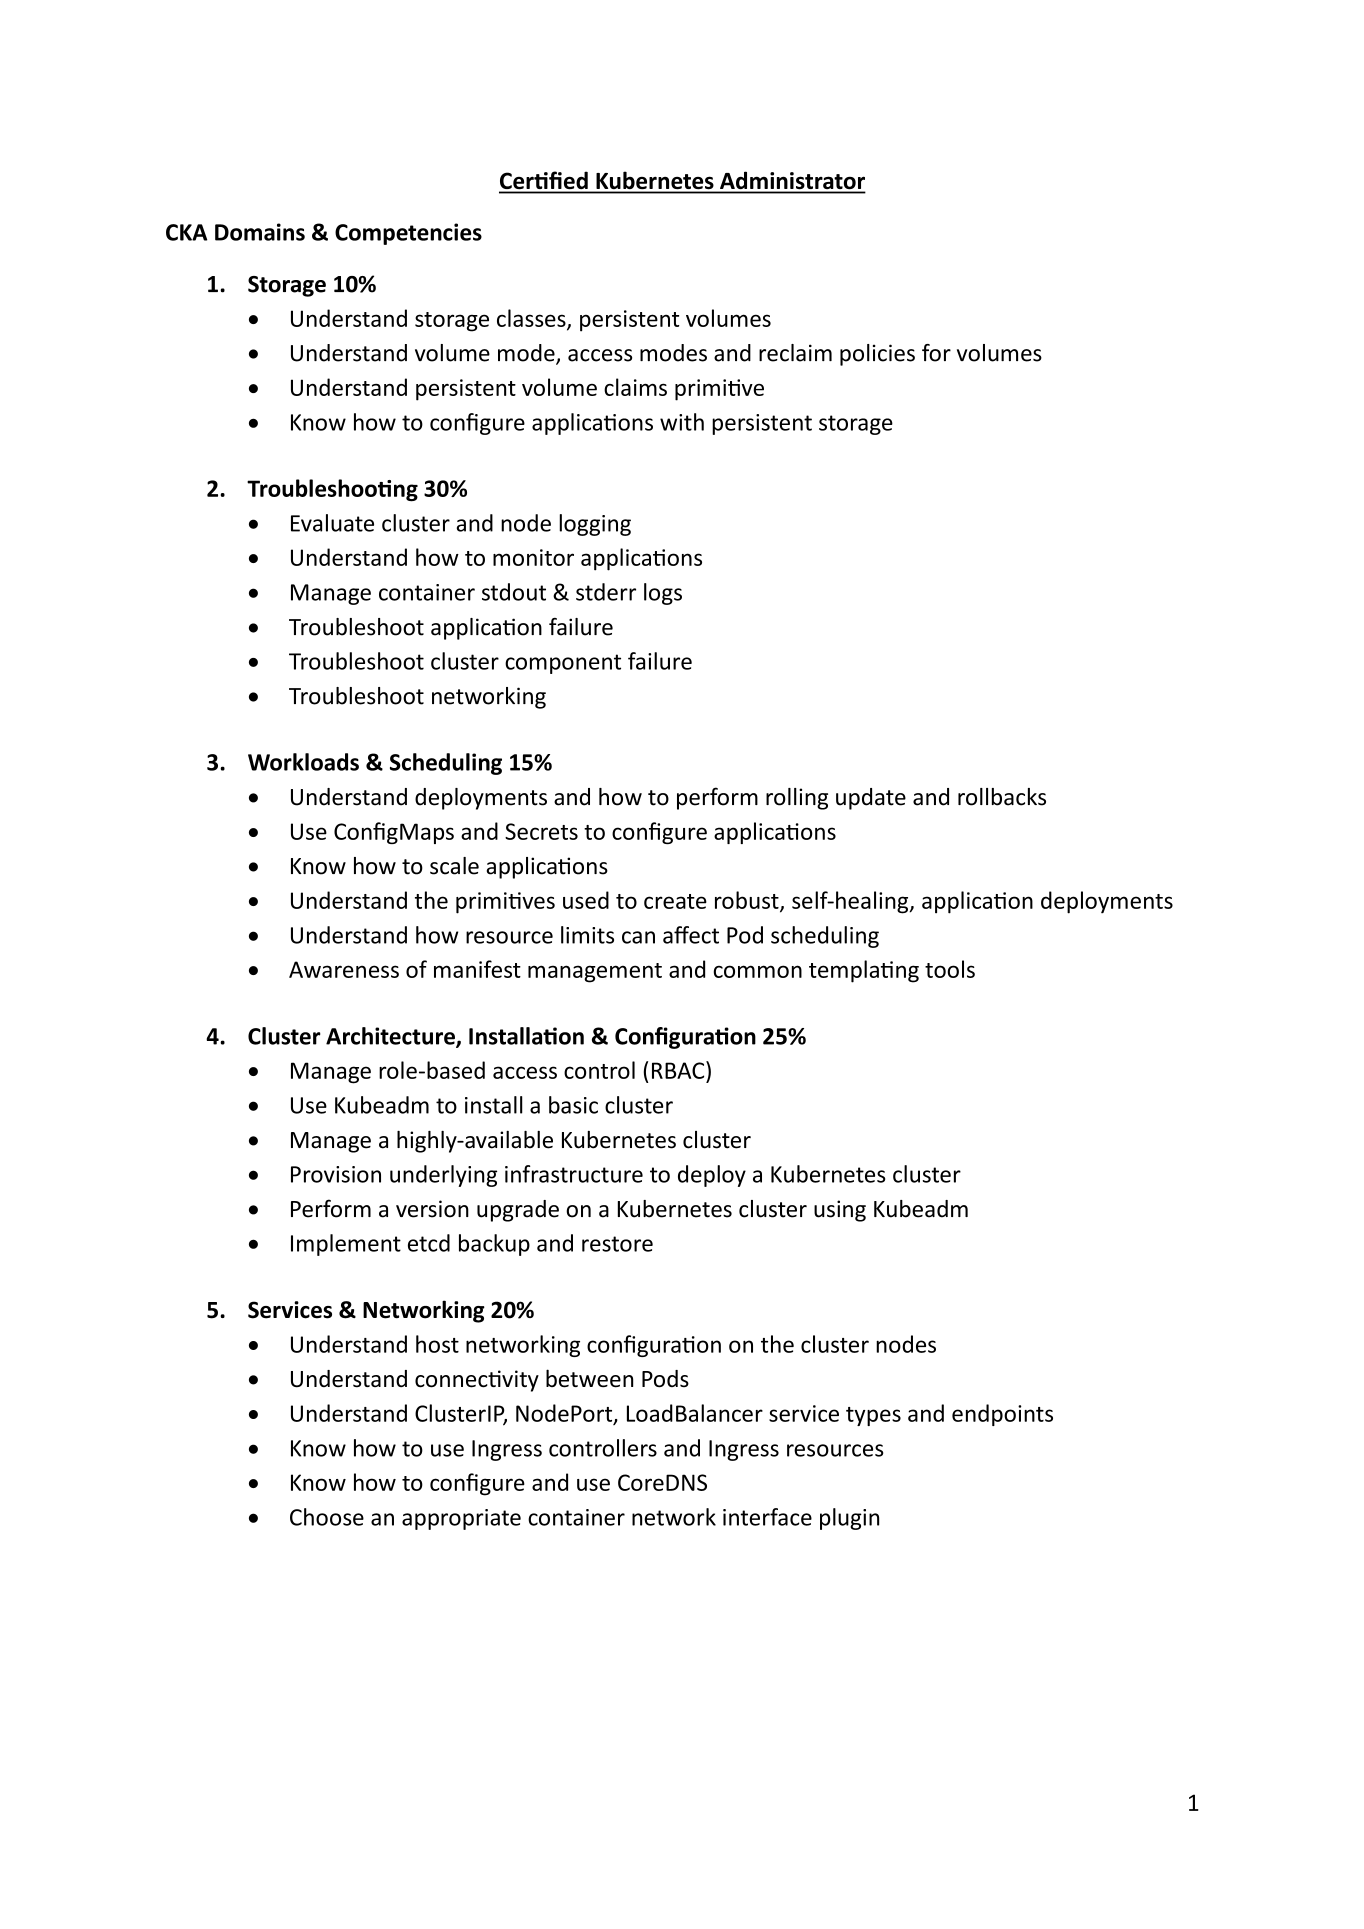 Certified Kubernetes Administrator
CKA Domains & Competencies
1. Storage 10%
• Understand storage classes, persistent volumes
• Understand volume mode, access modes and reclaim policies for volumes
• Understand persistent volume claims primitive
• Know how to configure applications with persistent storage
2. Troubleshooting 30%
• Evaluate cluster and node logging
• Understand how to monitor applications
• Manage container stdout & stderr logs
• Troubleshoot application failure
• Troubleshoot cluster component failure
• Troubleshoot networking
3. Workloads & Scheduling 15%
• Understand deployments and how to perform rolling update and rollbacks
• Use ConfigMaps and Secrets to configure applications
• Know how to scale applications
• Understand the primitives used to create robust, self-healing, application deployments
• Understand how resource limits can affect Pod scheduling
• Awareness of manifest management and common templating tools
4. Cluster Architecture, Installation & Configuration 25%
• Manage role-based access control (RBAC)
• Use Kubeadm to install a basic cluster
• Manage a highly-available Kubernetes cluster
• Provision underlying infrastructure to deploy a Kubernetes cluster
• Perform a version upgrade on a Kubernetes cluster using Kubeadm
• Implement etcd backup and restore
5. Services & Networking 20%
• Understand host networking configuration on the cluster nodes
• Understand connectivity between Pods
• Understand ClusterIP, NodePort, LoadBalancer service types and endpoints
• Know how to use Ingress controllers and Ingress resources
• Know how to configure and use CoreDNS
• Choose an appropriate container network interface plugin
1